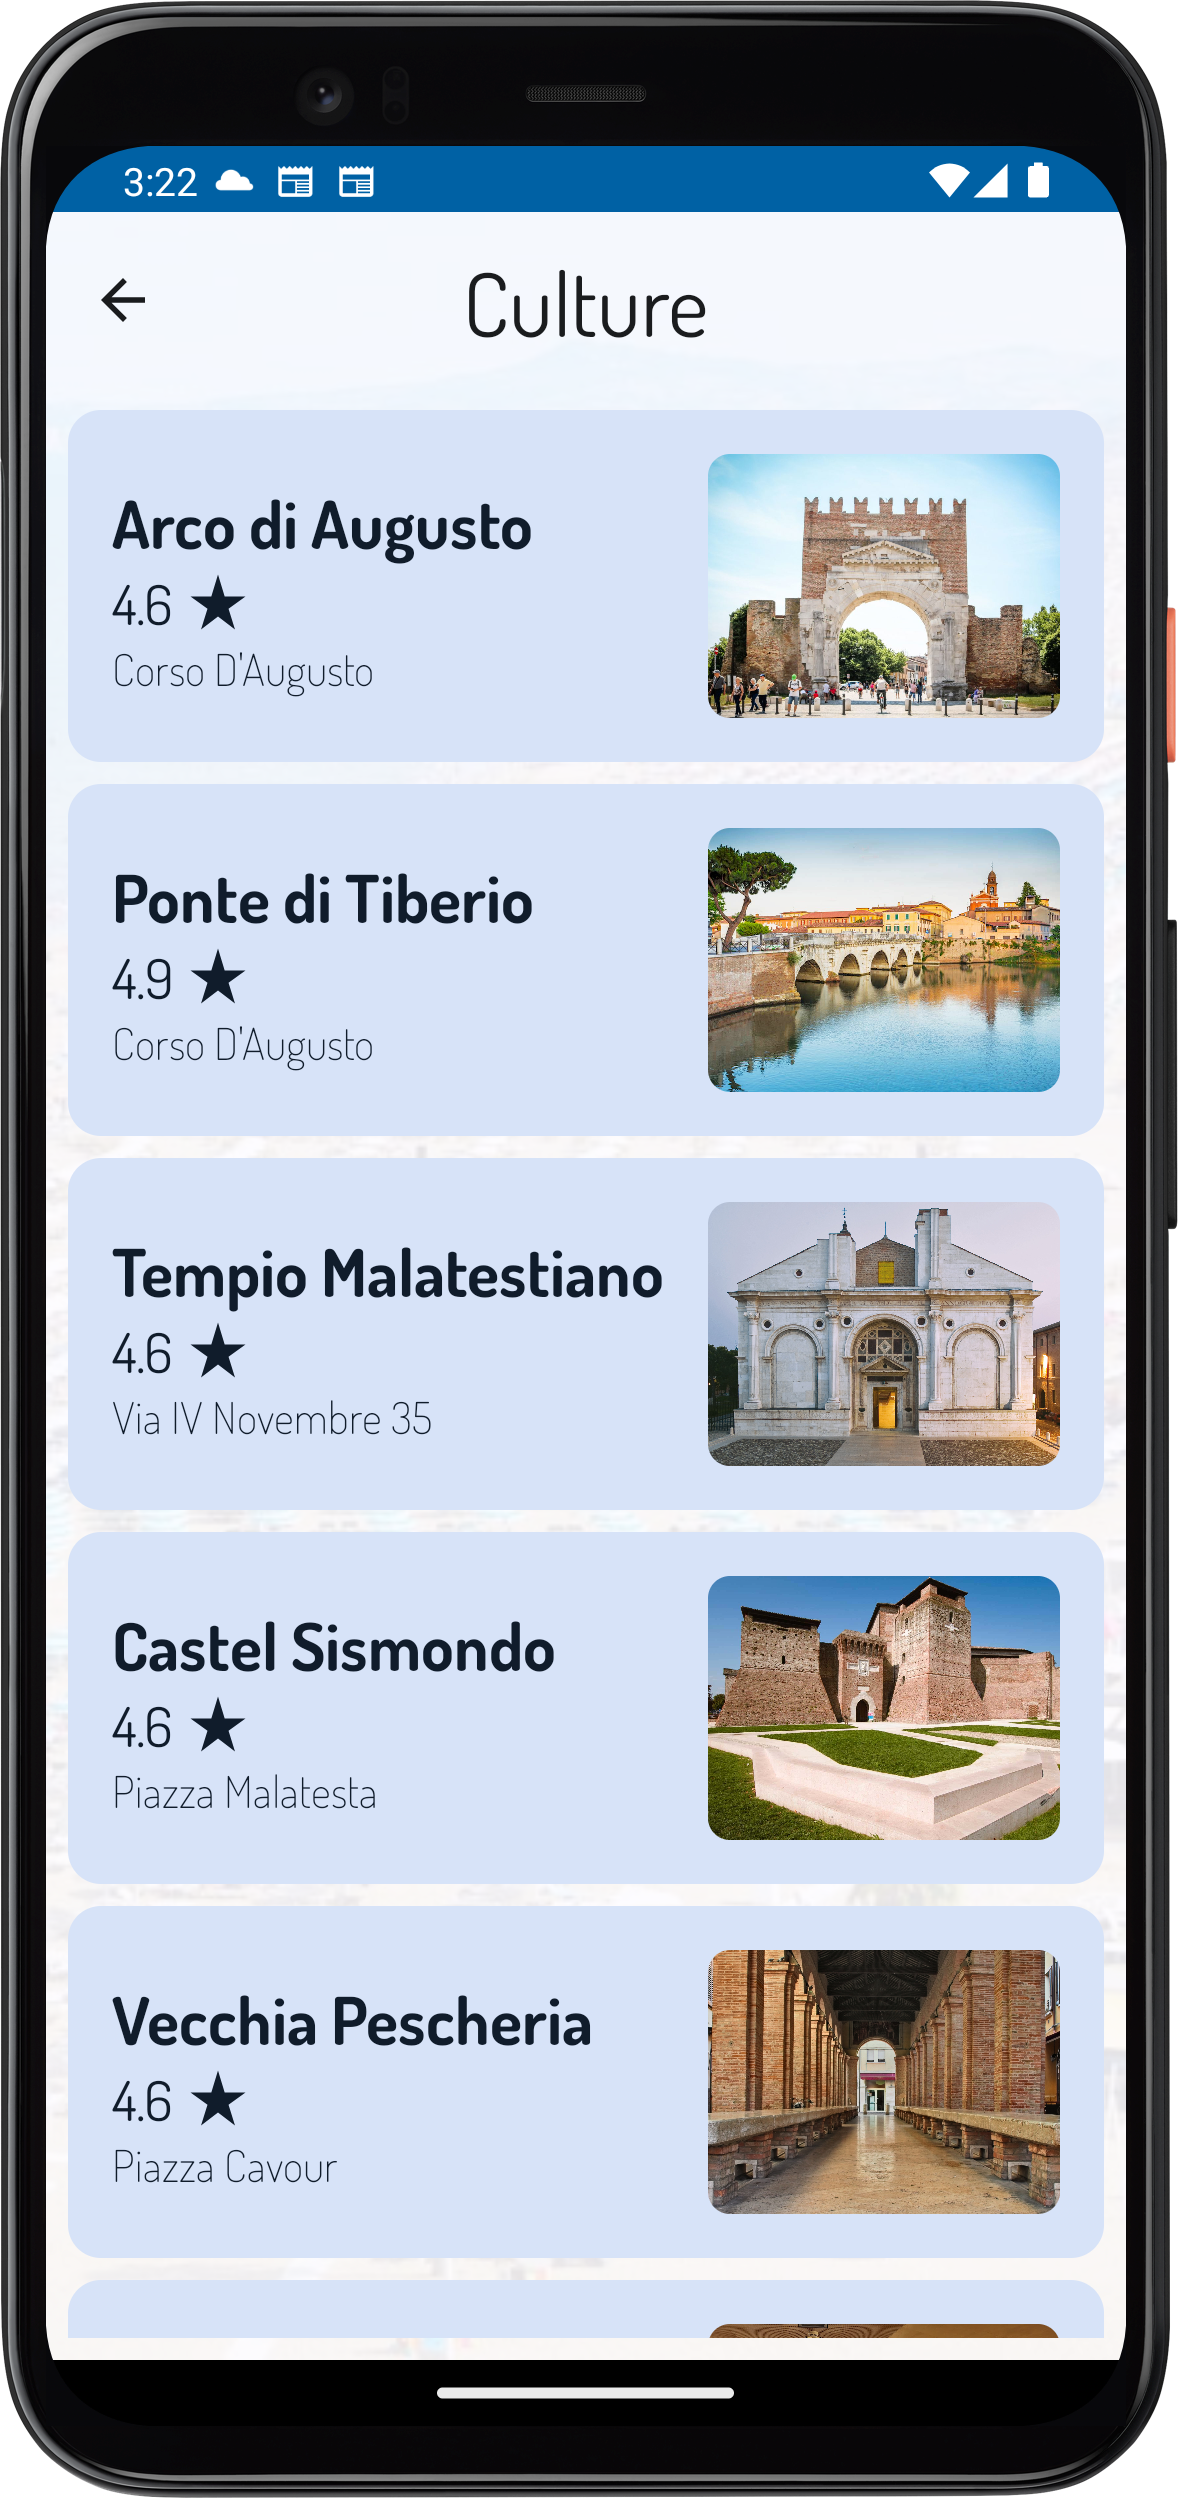 3:22
Culture
Arco di Augusto
4.6 ★
Corso D'Augusto
Ponte di Tiberio
4.9 ★
Corso D'Augusto
Tempio Malatestiano
4.6 ★
Via IV Novembre 35
Castel Sismondo
4.6 ★
Piazza Malatesta
Vecchia Pescheria
4.6 ★
Piazza Cavour